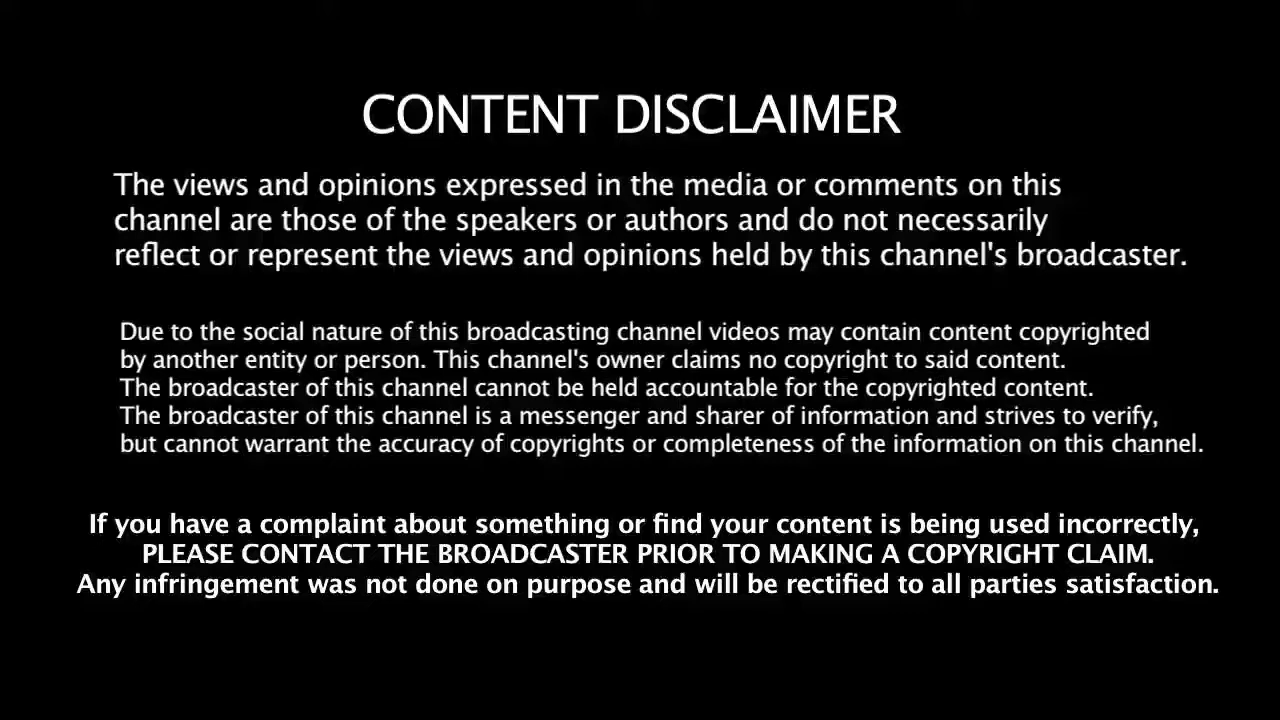 CONTENT DISCLAIMER
The views and opinions expressed in the media or comments on this
channel are those of the speakers or authors and do not necessarily
reflect or represent the views and opinions held by this channel's broadcaster.
Due to the social nature of this broadcasting channel videos may contain content copyrighted
by another entity or person. This channel's owner claims no copyright to said content.
The broadcaster of this channel cannot be held accountable for the copyrighted content.
The broadcaster of this channel is a messenger and sharer of information and strives to verify,
but cannot warrant the accuracy of copyrights or completeness of the information on this channel.
If you have a complaint about something or find your content is being used incorrectly,
PLEASE CONTACT THE BROADCASTER PRIOR TO MAKING A COPYRIGHT CLAIM.
Any infringement was not done on purpose and will be rectified to all parties satisfaction.